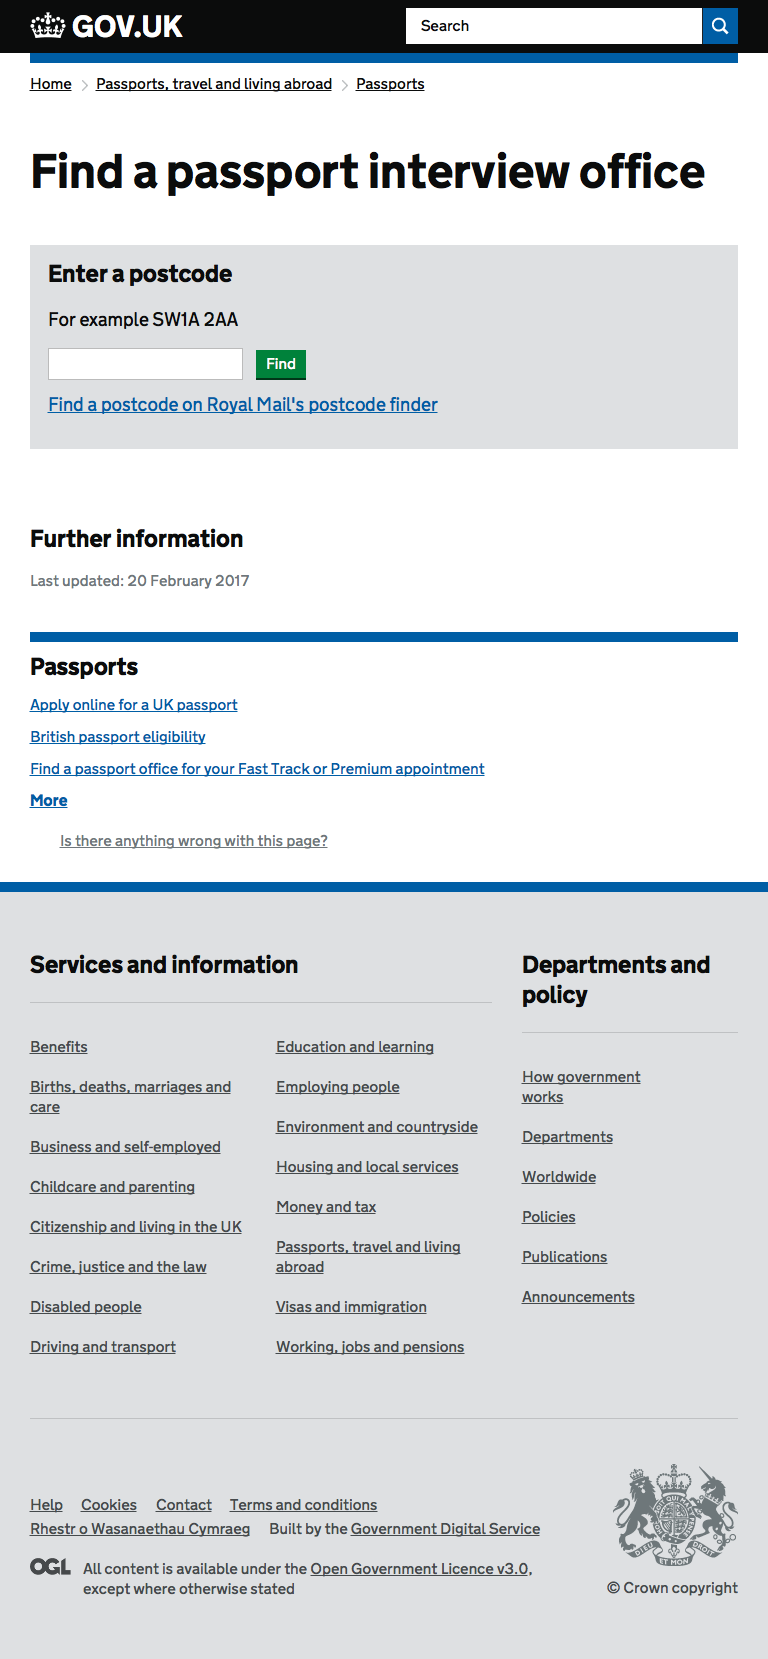 GOV.UK
Search
Home Passports, travel and living abroad Passports
Find a passport interview office
Enter a postcode
For example SW1A 2AA
Find
Find a postcode on Royal Mail's postcode finder
Further information
Last updated: 20 February 2017
Passports
Apply online for a UK passport
British passport eligibility
Find a passport office for your Fast Track or Premium appointment
More
Is there anything wrong with this page?
Services and information
Benefits
Births, deaths, marriages and
care
Business and self-employed
Childcare and parenting
Citizenship and living in the UK
Crime, justice and the law
Disabled people
Driving and transport
Education and learning
Employing people
Environment and countryside
Housing and local services
Money and tax
Passports, travel and living
abroad
Visas and immigration
Working, jobs and pensions
Departments and
policy
How government
works
Departments
Worldwide
Policies
Publications
Announcements
Help Cookies Contact Terms and conditions
Rhestr o Wasanaethau Cymraeg Built by the Government Digital Service
OGL All content is available under the Open Government Licence v3.0,
except where otherwise stated
DIEU ET MON DROIT
© Crown copyright